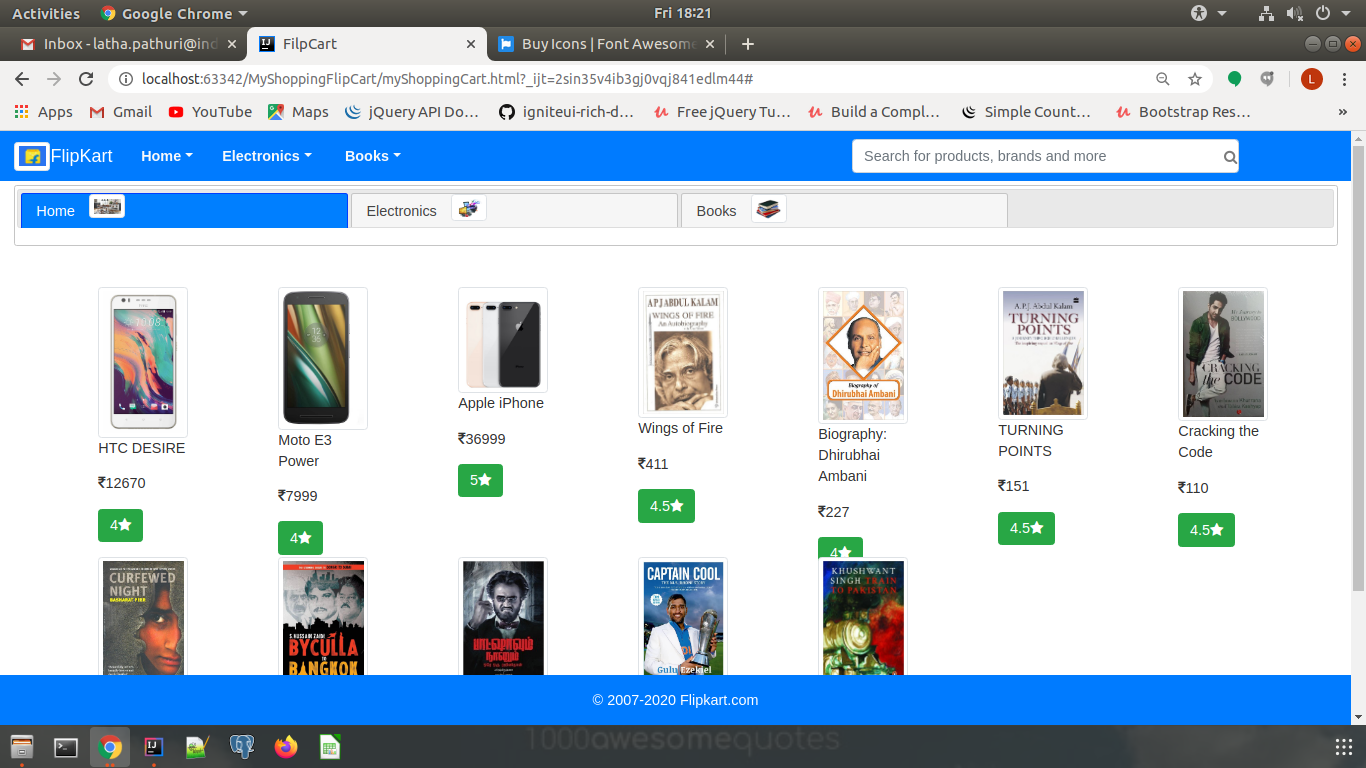 Activities
Google Chrome
Fri 18:21
Inbox - latha.pathuri@ind
FilpCart
Buy Icons | Font Awesome
localhost:63342/MyShoppingFlipCart/myShoppingCart.html?_ijt=2sin35v4ib3gj0vqj841edlm44#
L
Apps
Gmail
YouTube
Maps
jQuery API Do…
igniteui-rich-d…
Free jQuery Tu…
Build a Compl…
Simple Count…
Bootstrap Res…
»
FlipKart
Home
Electronics
Books
Search for products, brands and more
Home
Electronics
Books
HTC DESIRE
₹12670
4
Moto E3
Power
₹7999
4
Apple iPhone
₹36999
5
APJ ABDUL KALAM
WINGS OF FIRE
An Autobiography
Wings of Fire
₹411
4.5
Biography of
Dhirubhai Ambani
Biography:
Dhirubhai
Ambani
₹227
4
A.P.J. Abdul Kalam
TURNING
POINTS
TURNING
POINTS
₹151
4.5
CRACKING
the CODE
Cracking the
Code
₹110
4.5
CURFEWED
NIGHT
BASHARAT PEER
S. HUSSAIN ZAIDI
BYCULLA
TO
BANGKOK
CAPTAIN COOL
Gulu Ezekiel
KHUSHWANT
SINGH TRAIN
TO PAKISTAN
© 2007-2020 Flipkart.com
1000awesomequotes